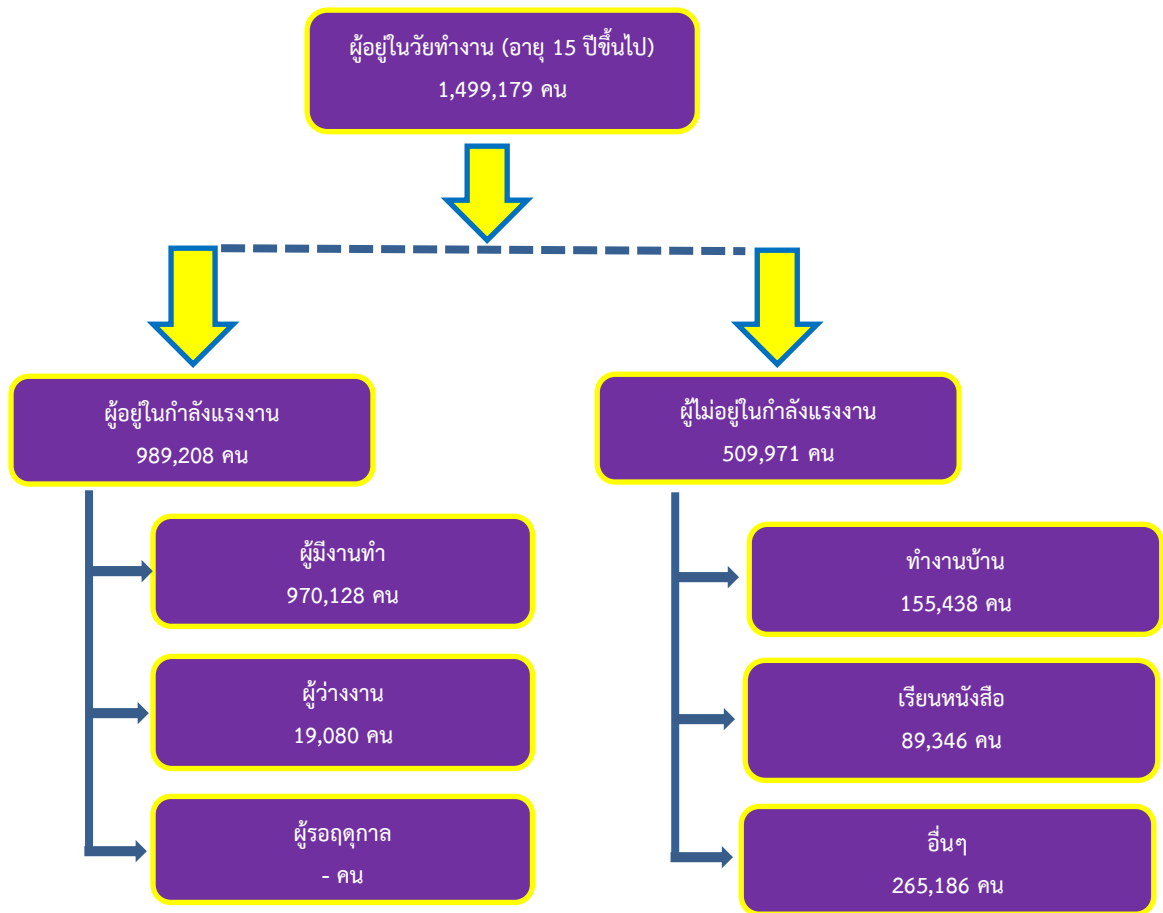 ผู้อยู่ในวัยทำงาน (อายุ 15 ปีขึ้นไป)
1,499,179 คน
ผู้อยู่ในกำลังแรงงาน
989,208 คน
ผู้มีงานทำ
970,128 คน
ผู้ว่างงาน
19,080 คน
ผู้รอฤดูกาล
- คน
ผู้ไม่อยู่ในกำลังแรงงาน
509,971 คน
ทำงานบ้าน
155,438 คน
เรียนหนังสือ
89,346 คน
อื่นๆ
265,186 คน